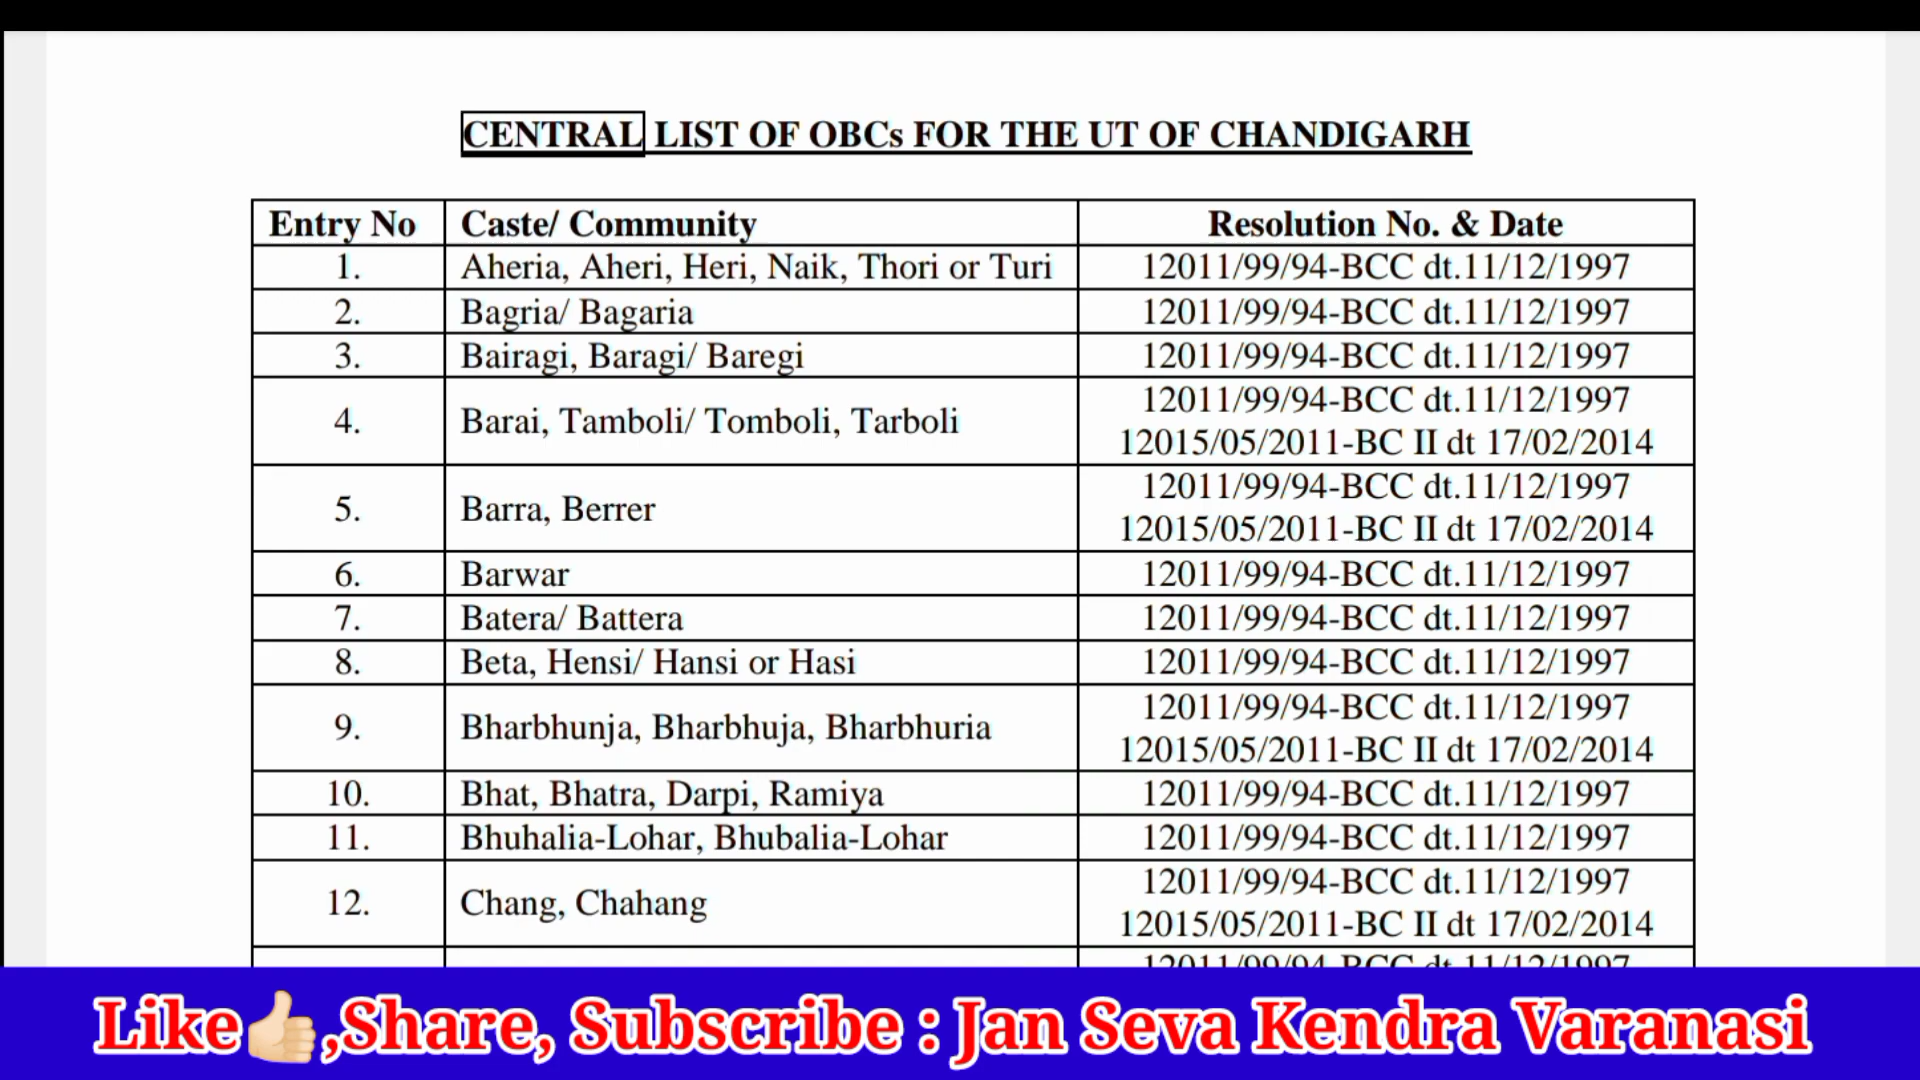 CENTRAL LIST OF OBCs FOR THE UT OF CHANDIGARH
Entry No Caste/ Community Resolution No. & Date
1. Aheria, Aheri, Heri, Naik, Thori or Turi 12011/99/94-BCC dt.11/12/1997
2. Bagria/ Bagaria 12011/99/94-BCC dt.11/12/1997
3. Bairagi, Baragi/ Baregi 12011/99/94-BCC dt.11/12/1997
4. Barai, Tamboli/ Tomboli, Tarboli 12011/99/94-BCC dt.11/12/1997
12015/05/2011-BC II dt 17/02/2014
5. Barra, Berrer 12011/99/94-BCC dt.11/12/1997
12015/05/2011-BC II dt 17/02/2014
6. Barwar 12011/99/94-BCC dt.11/12/1997
7. Batera/ Battera 12011/99/94-BCC dt.11/12/1997
8. Beta, Hensi/ Hansi or Hasi 12011/99/94-BCC dt.11/12/1997
9. Bharbhunja, Bharbhuja, Bharbhuria 12011/99/94-BCC dt.11/12/1997
12015/05/2011-BC II dt 17/02/2014
10. Bhat, Bhatra, Darpi, Ramiya 12011/99/94-BCC dt.11/12/1997
11. Bhuhalia-Lohar, Bhubalia-Lohar 12011/99/94-BCC dt.11/12/1997
12. Chang, Chahang 12011/99/94-BCC dt.11/12/1997
12015/05/2011-BC II dt 17/02/2014
12011/99/94-BCC dt.11/12/1997
Like👍🏻,Share, Subscribe : Jan Seva Kendra Varanasi